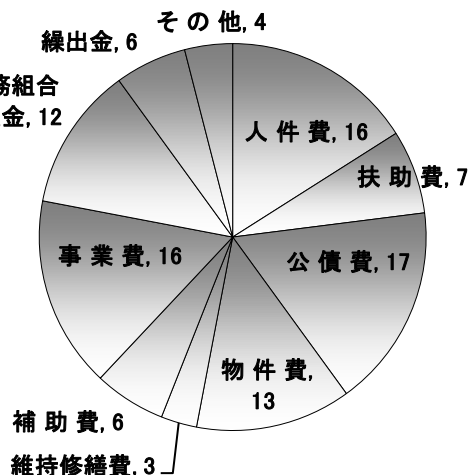 そ の 他, 4
繰出金, 6
務組合
金, 12
人 件 費, 16
扶 助 費, 7
事 業 費, 16
公 債 費, 17
物 件 費,
13
補 助 費, 6
維持修繕費, 3